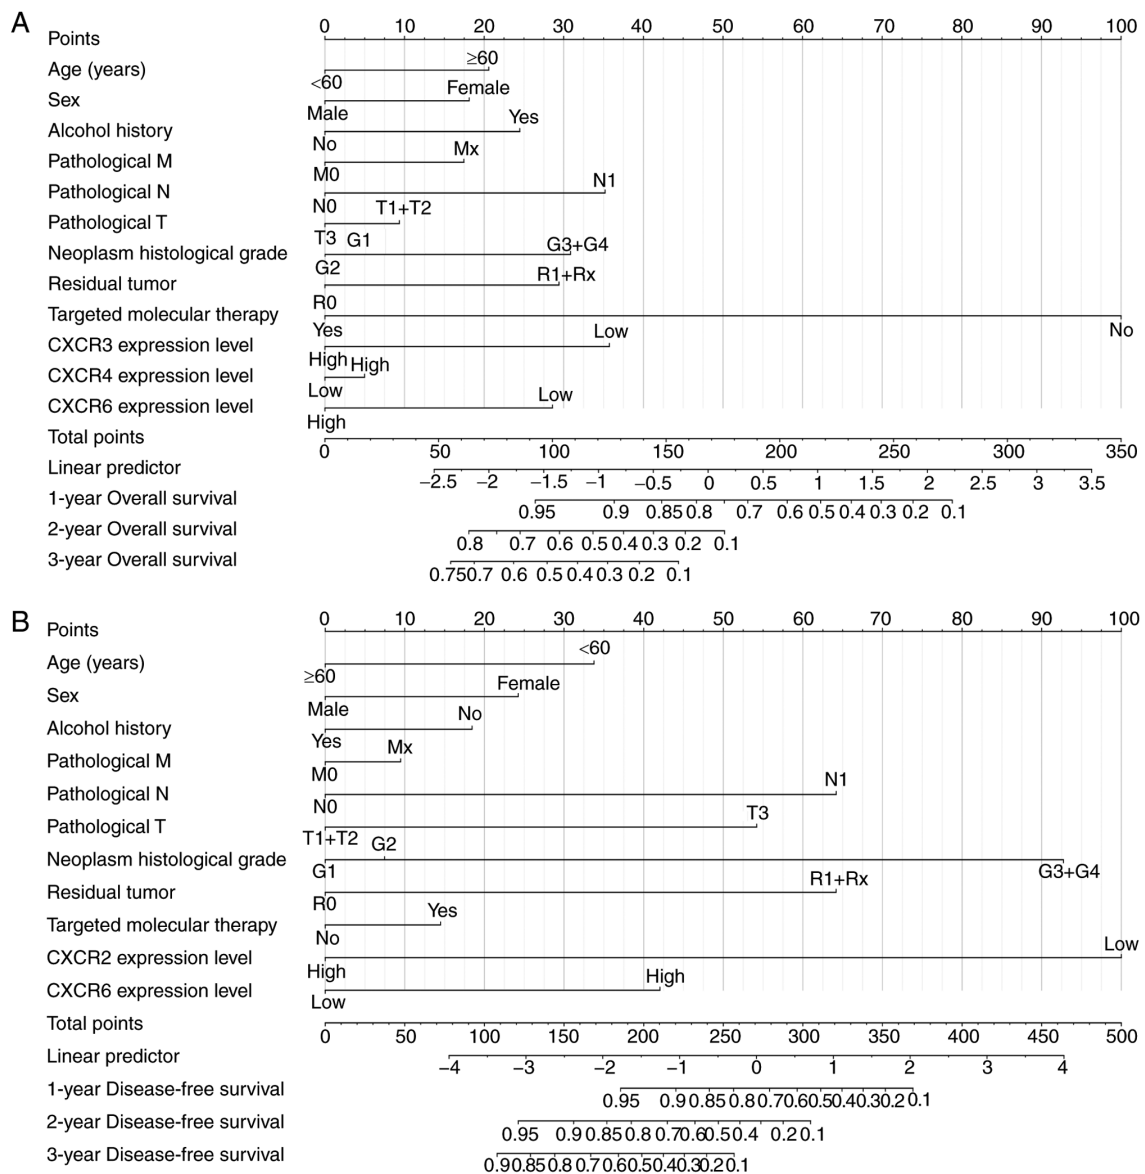 A
0 10 20 30 40 50 60 70 80 90 100
Points
≥60
Age (years)
<60
Female
Sex
Male
Yes
Alcohol history
No
Mx
Pathological M
M0
N1
Pathological N
N0
T1+T2
Pathological T
T3 G1 G3+G4
Neoplasm histological grade
G2
R1+Rx
Residual tumor
R0
Targeted molecular therapy
Yes No
Low
CXCR3 expression level
High High
CXCR4 expression level
Low
Low
CXCR6 expression level
High
Total points
0 50 100 150 200 250 300 350
Linear predictor
−2.5 −2 −1.5 −1 −0.5 0 0.5 1 1.5 2 2.5 3 3.5
1-year Overall survival
0.95 0.9 0.85 0.8 0.7 0.6 0.5 0.4 0.3 0.2 0.1
2-year Overall survival
0.8 0.7 0.6 0.5 0.4 0.3 0.2 0.1
3-year Overall survival
0.75 0.7 0.6 0.5 0.4 0.3 0.2 0.1
B
0 10 20 30 40 50 60 70 80 90 100
Points
<60
Age (years)
≥60
Female
Sex
Male
No
Alcohol history
Yes
Mx
Pathological M
M0
N1
Pathological N
N0
T3
Pathological T
T1+T2
G2
Neoplasm histological grade
G1 G3+G4
R1+Rx
Residual tumor
R0
Yes
Targeted molecular therapy
No
Low
CXCR2 expression level
High
High
CXCR6 expression level
Low
Total points
0 50 100 150 200 250 300 350 400 450 500
Linear predictor
−4 −3 −2 −1 0 1 2 3 4
1-year Disease-free survival
0.95 0.9 0.85 0.8 0.7 0.6 0.5 0.4 0.3 0.2 0.1
2-year Disease-free survival
0.95 0.9 0.85 0.8 0.7 0.6 0.5 0.4 0.2 0.1
3-year Disease-free survival
0.90 0.85 0.8 0.7 0.6 0.5 0.4 0.3 0.2 0.1